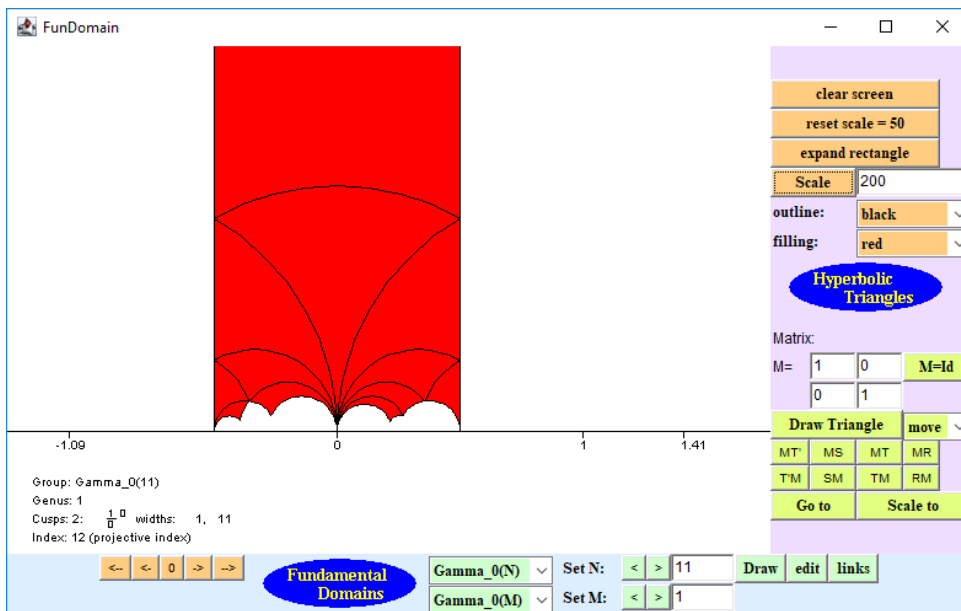 FunDomain
clear screen
reset scale = 50
expand rectangle
Scale 200
outline: black
filling: red
Hyperbolic
Triangles
Matrix:
M= 1 0 M=Id
0 1
Draw Triangle move
MT' MS MT MR
T'M SM TM RM
Go to Scale to
-1.09 0 1 1.41
Group: Gamma_0(11)
Genus: 1
Cusps: 2: 1/0 0 widths: 1, 11
Index: 12 (projective index)
<-- <- 0 -> -->
Fundamental
Domains
Gamma_0(N) Set N: < > 11 Draw edit links
Gamma_0(M) Set M: < > 1